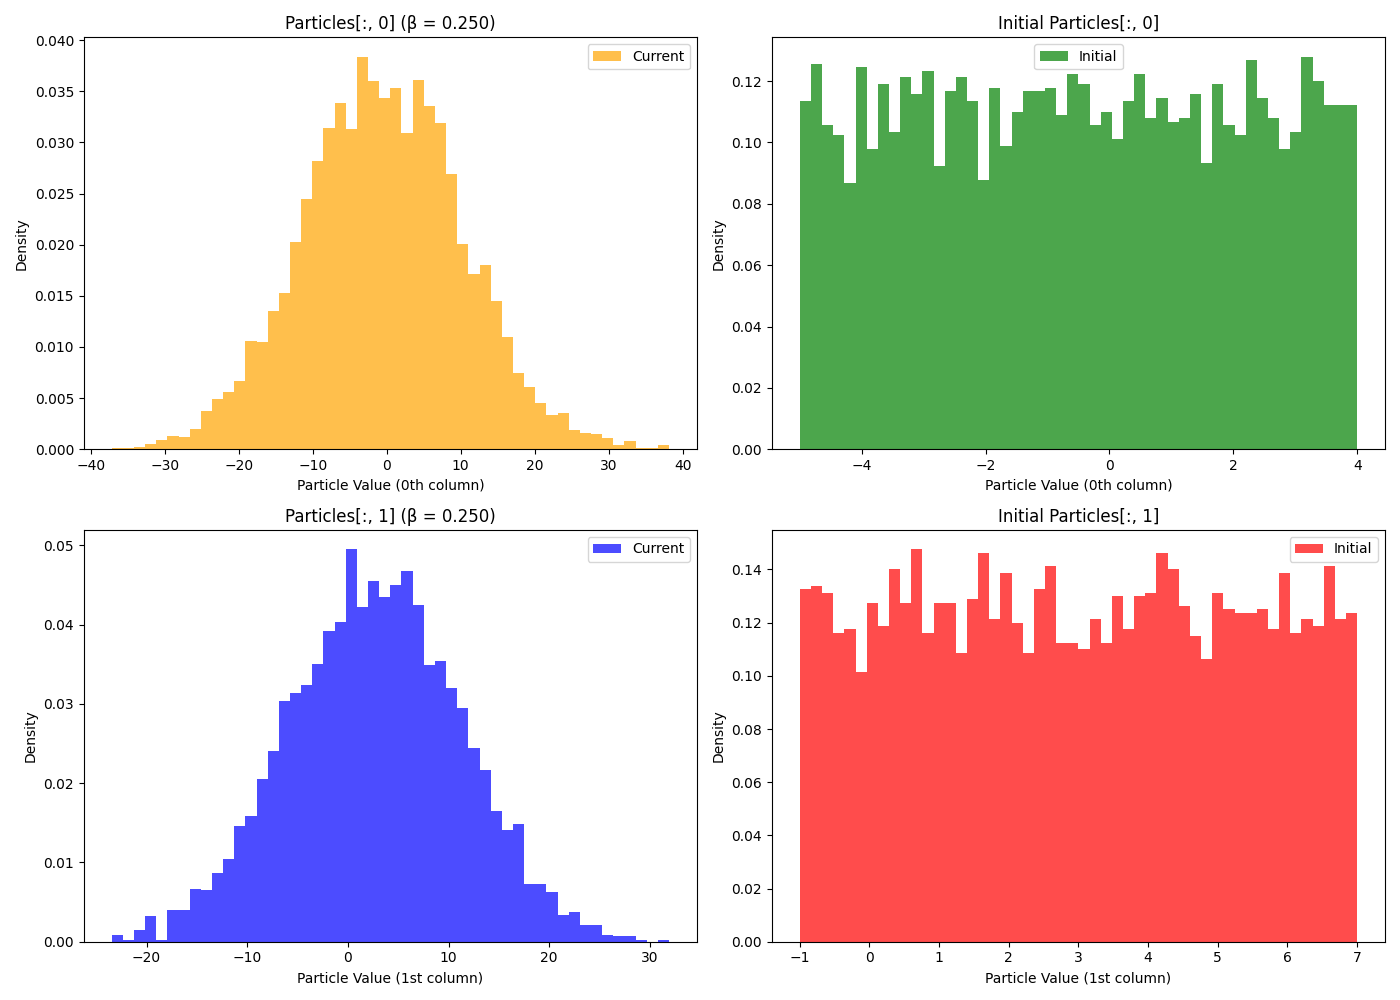 Particles[:, 0] (β = 0.250)
Current
0.040
0.035
0.030
0.025
0.020
0.015
0.010
0.005
0.000
Density
−40 −30 −20 −10 0 10 20 30 40
Particle Value (0th column)
Initial Particles[:, 0]
Initial
0.12
0.10
0.08
0.06
0.04
0.02
0.00
Density
−4 −2 0 2 4
Particle Value (0th column)
Particles[:, 1] (β = 0.250)
Current
0.05
0.04
0.03
0.02
0.01
0.00
Density
−20 −10 0 10 20 30
Particle Value (1st column)
Initial Particles[:, 1]
Initial
0.14
0.12
0.10
0.08
0.06
0.04
0.02
0.00
Density
−1 0 1 2 3 4 5 6 7
Particle Value (1st column)